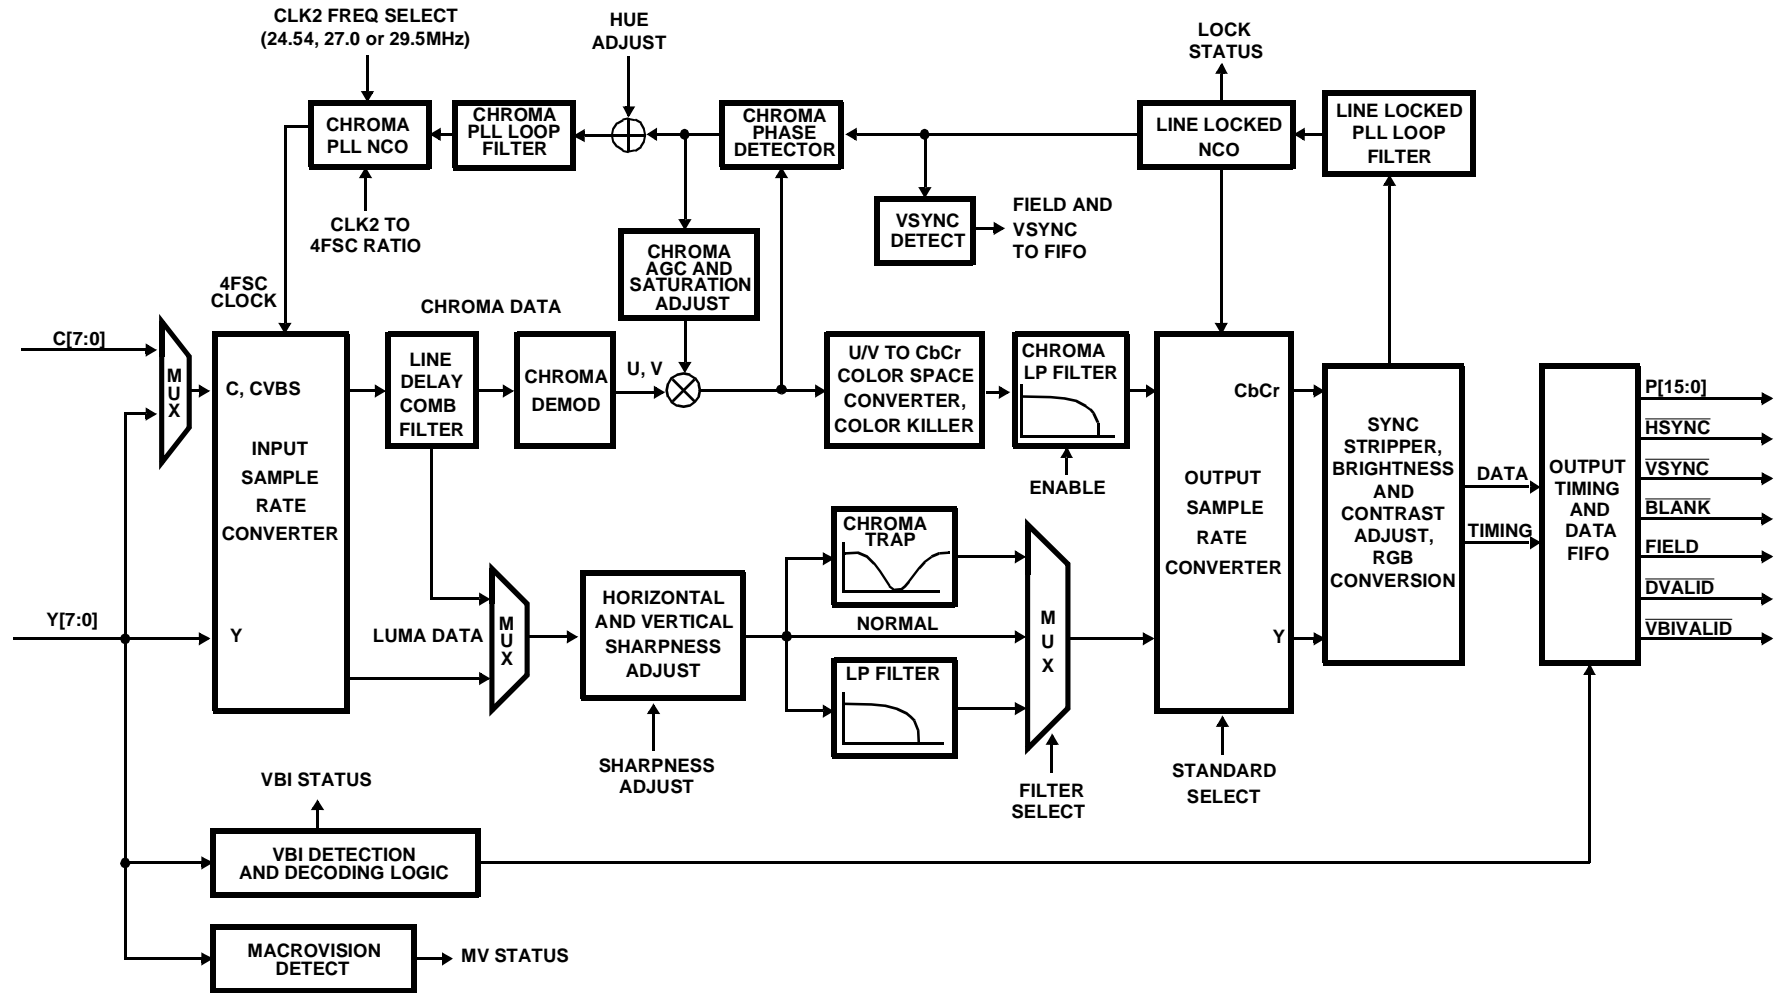 CLK2 FREQ SELECT
(24.54, 27.0 or 29.5MHz)
HUE
ADJUST
LOCK
STATUS
CHROMA
PLL NCO
CHROMA
PLL LOOP
FILTER
CHROMA
PHASE
DETECTOR
LINE LOCKED
NCO
LINE LOCKED
PLL LOOP
FILTER
CLK2 TO
4FSC RATIO
VSYNC
DETECT
FIELD AND
VSYNC
TO FIFO
CHROMA
AGC AND
SATURATION
ADJUST
4FSC
CLOCK
CHROMA DATA
C[7:0]
MUX
C, CVBS
INPUT
SAMPLE
RATE
CONVERTER
Y
LINE
DELAY
COMB
FILTER
CHROMA
DEMOD
U, V
U/V TO CbCr
COLOR SPACE
CONVERTER,
COLOR KILLER
CHROMA
LP FILTER
ENABLE
CbCr
OUTPUT
SAMPLE
RATE
CONVERTER
Y
SYNC
STRIPPER,
BRIGHTNESS
AND
CONTRAST
ADJUST,
RGB
CONVERSION
DATA
TIMING
OUTPUT
TIMING
AND
DATA
FIFO
P[15:0]
HSYNC
VSYNC
BLANK
FIELD
DVALID
VBIVALID
Y[7:0]
LUMA DATA
MUX
HORIZONTAL
AND VERTICAL
SHARPNESS
ADJUST
CHROMA
TRAP
NORMAL
LP FILTER
MUX
SHARPNESS
ADJUST
FILTER
SELECT
STANDARD
SELECT
VBI STATUS
VBI DETECTION
AND DECODING LOGIC
MACROVISION
DETECT
MV STATUS